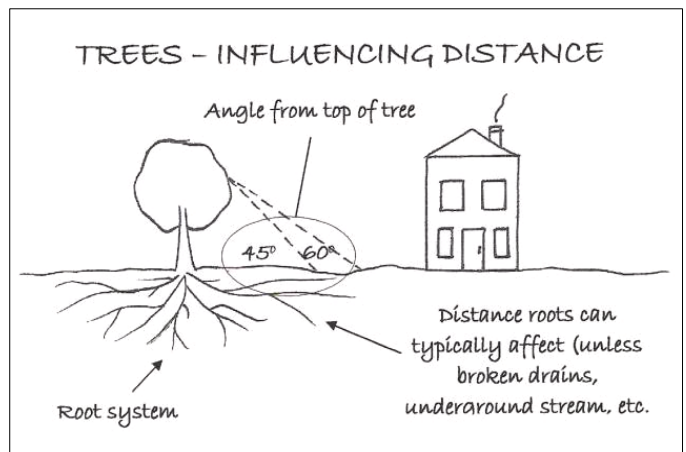 TREES – INFLUENCING DISTANCE
Angle from top of tree
45° 60°
Distance roots can
typically affect (unless
broken drains,
underaround stream, etc.
Root system